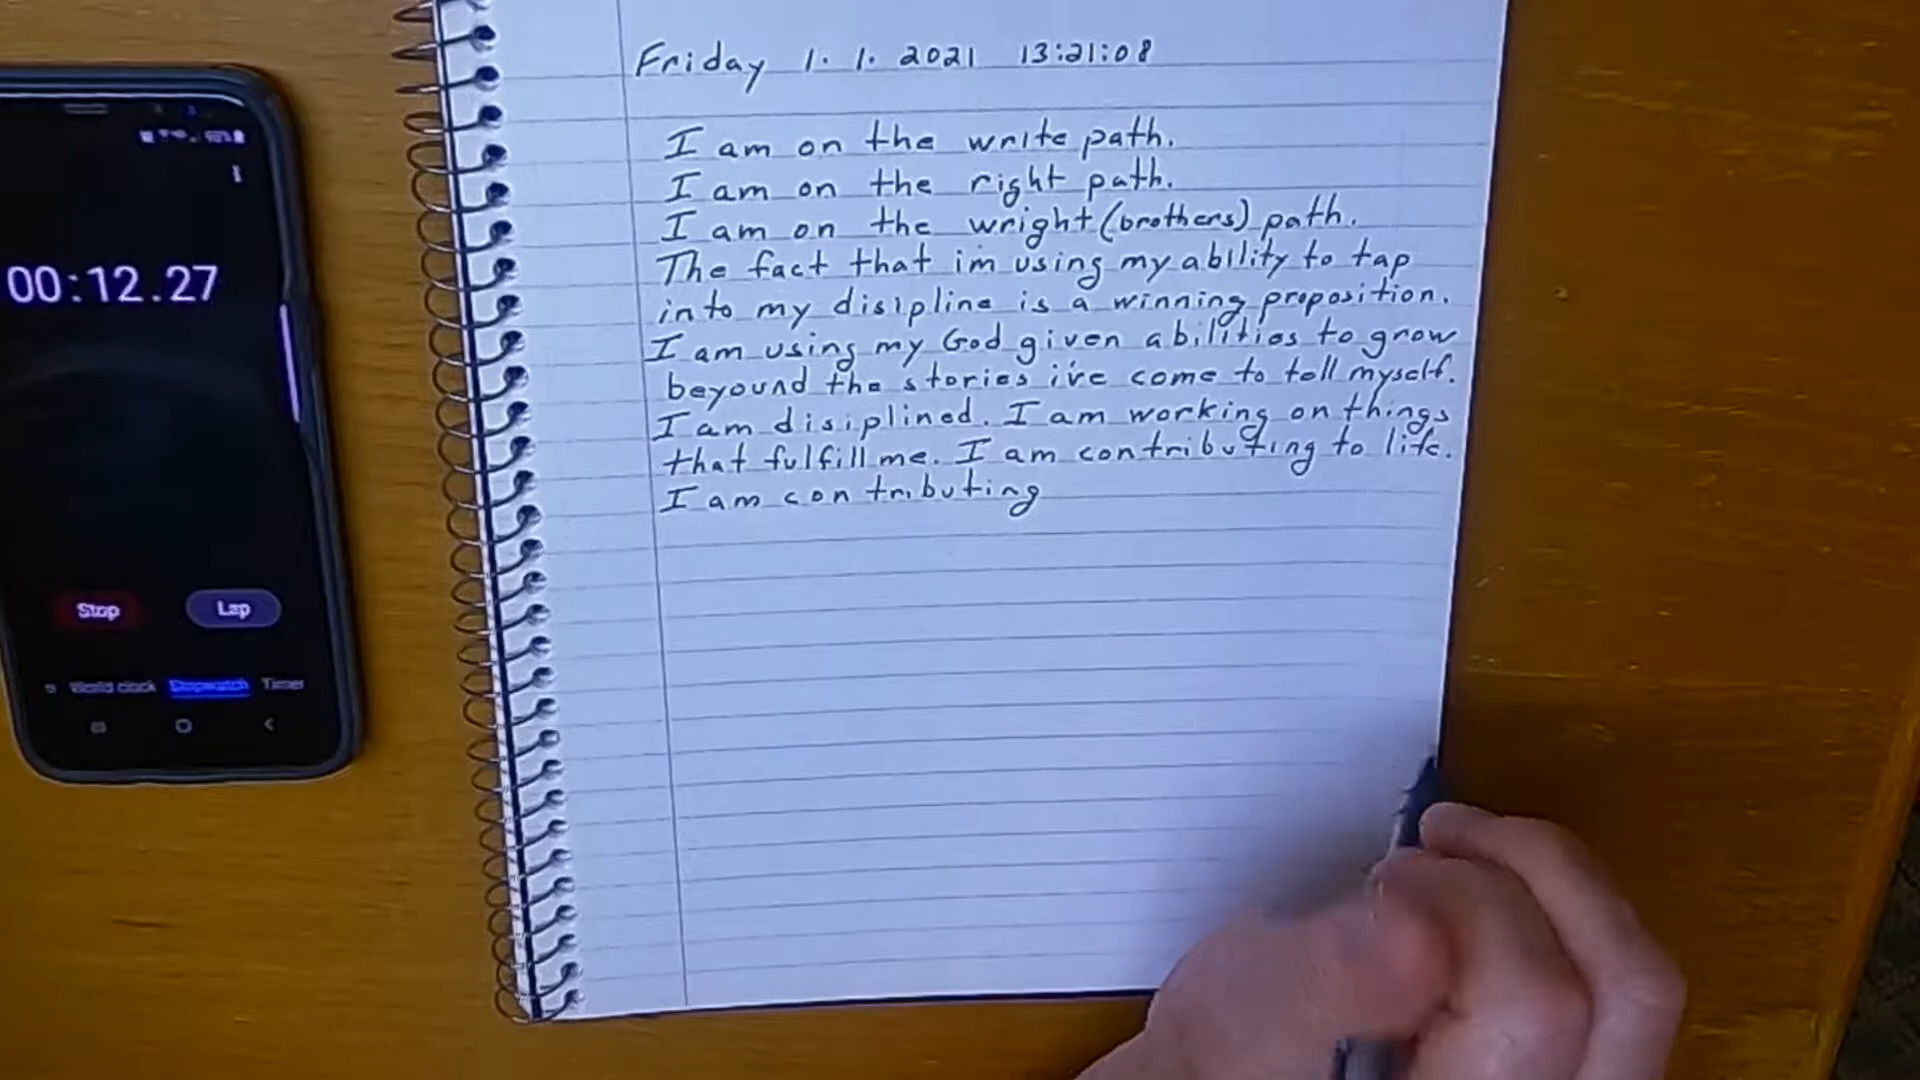 Friday 1. 1. 2021 13:21:08
I am on the write path.
I am on the right path.
I am on the wright (brothers) path.
The fact that im using my ability to tap
into my disipline is a winning proposition.
I am using my God given abilities to grow
beyound the stories i've come to tell myself.
I am disiplined. I am working on things
that fulfill me. I am contributing to life.
I am contributing
00:12.27
Stop Lap
World clock Stopwatch Timer